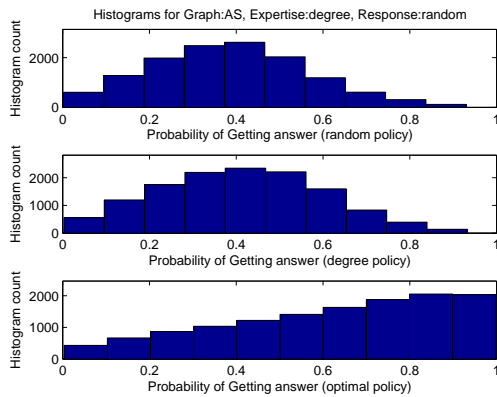 Histograms for Graph:AS, Expertise:degree, Response:random
Histogram count
2000
0
0 0.2 0.4 0.6 0.8 1
Probability of Getting answer (random policy)
Histogram count
2000
1000
0
0 0.2 0.4 0.6 0.8 1
Probability of Getting answer (degree policy)
Histogram count
2000
1000
0
0 0.2 0.4 0.6 0.8 1
Probability of Getting answer (optimal policy)